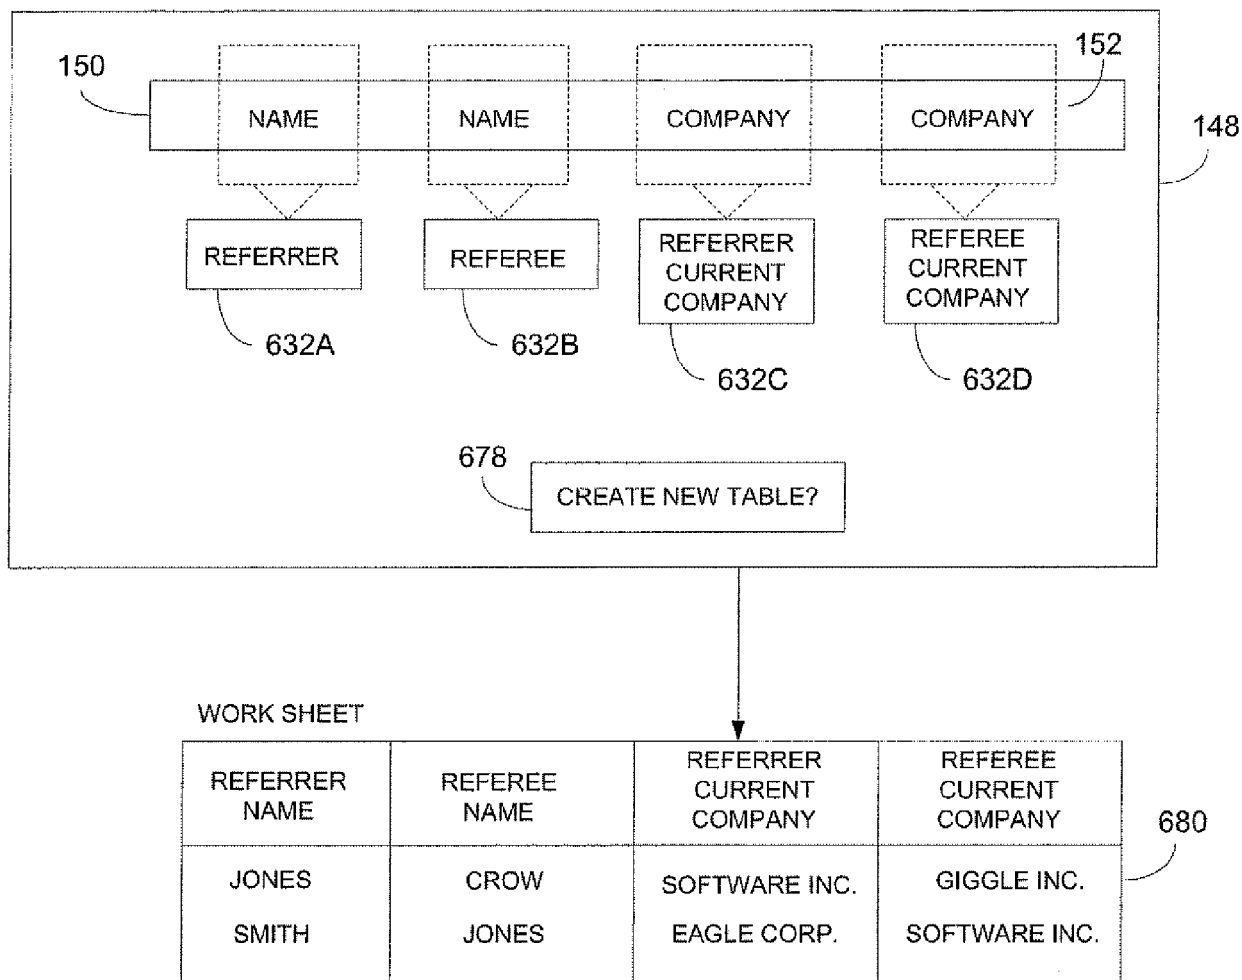 150
152
NAME NAME COMPANY COMPANY
148
REFERRER
REFEREE
REFERRER
CURRENT
COMPANY
REFEREE
CURRENT
COMPANY
632A
632B
632C
632D
678
CREATE NEW TABLE?
WORK SHEET
REFERRER
NAME
REFEREE
NAME
REFERRER
CURRENT
COMPANY
REFEREE
CURRENT
COMPANY
680
JONES CROW SOFTWARE INC. GIGGLE INC.
SMITH JONES EAGLE CORP. SOFTWARE INC.